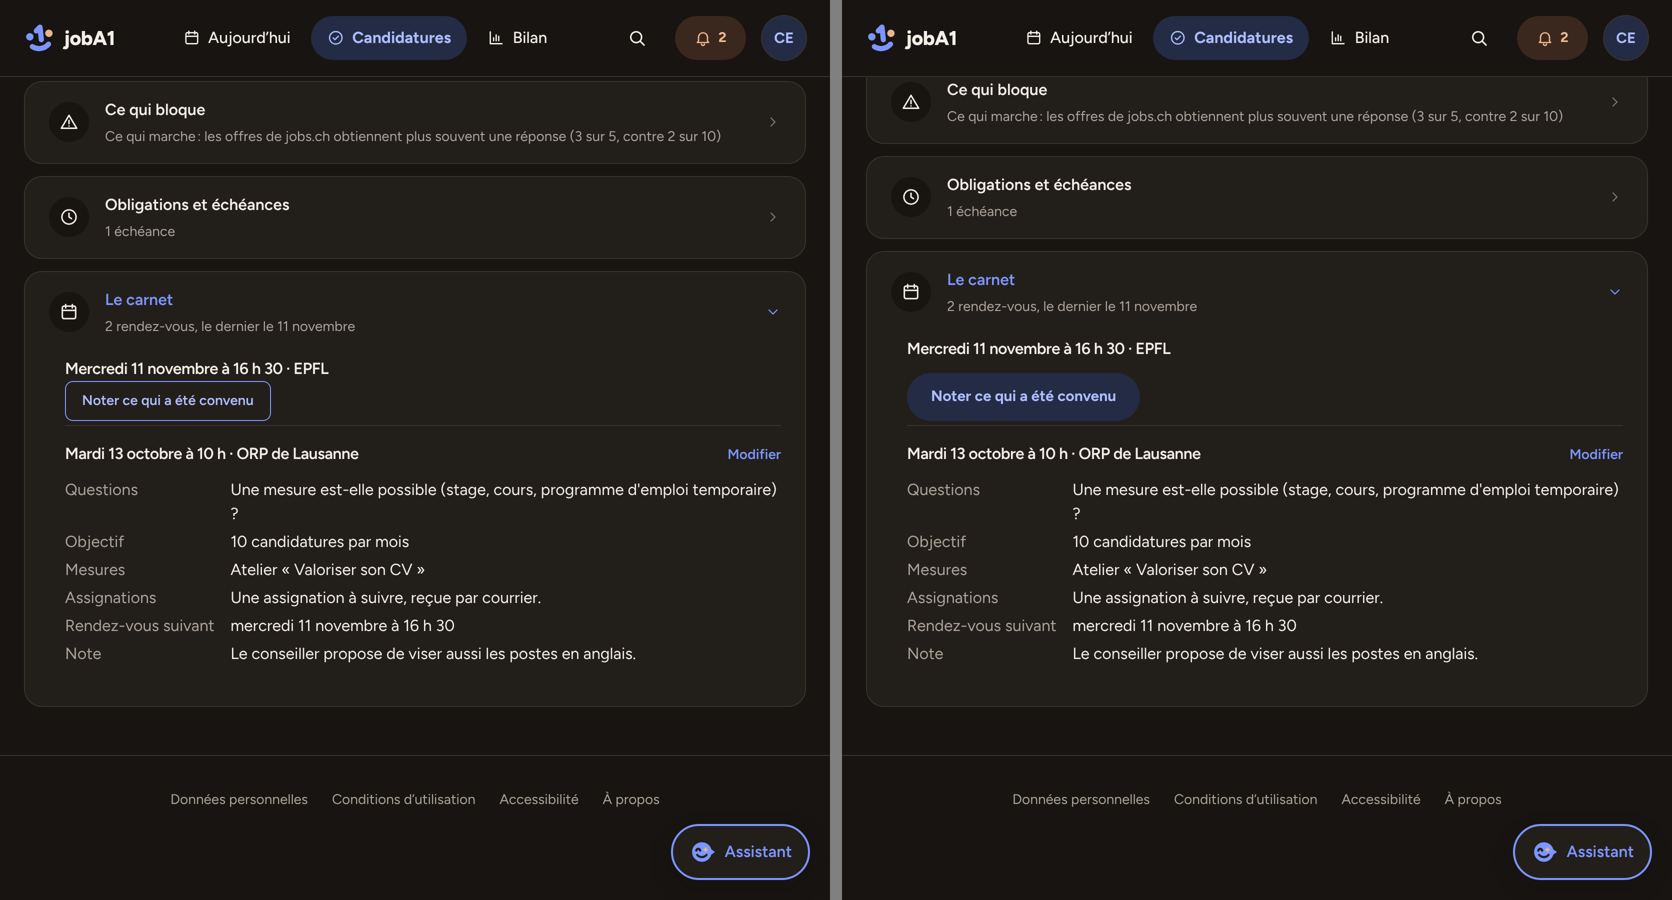 jobA1
Aujourd’hui
Candidatures
Bilan
2
CE
Ce qui bloque
Ce qui marche : les offres de jobs.ch obtiennent plus souvent une réponse (3 sur 5, contre 2 sur 10)
Obligations et échéances
1 échéance
Le carnet
2 rendez-vous, le dernier le 11 novembre
Mercredi 11 novembre à 16 h 30 · EPFL
Noter ce qui a été convenu
Mardi 13 octobre à 10 h · ORP de Lausanne
Modifier
Questions
Une mesure est-elle possible (stage, cours, programme d'emploi temporaire)
?
Objectif
10 candidatures par mois
Mesures
Atelier « Valoriser son CV »
Assignations
Une assignation à suivre, reçue par courrier.
Rendez-vous suivant
mercredi 11 novembre à 16 h 30
Note
Le conseiller propose de viser aussi les postes en anglais.
Données personnelles
Conditions d’utilisation
Accessibilité
À propos
Assistant
jobA1
Aujourd’hui
Candidatures
Bilan
2
CE
Ce qui bloque
Ce qui marche : les offres de jobs.ch obtiennent plus souvent une réponse (3 sur 5, contre 2 sur 10)
Obligations et échéances
1 échéance
Le carnet
2 rendez-vous, le dernier le 11 novembre
Mercredi 11 novembre à 16 h 30 · EPFL
Noter ce qui a été convenu
Mardi 13 octobre à 10 h · ORP de Lausanne
Modifier
Questions
Une mesure est-elle possible (stage, cours, programme d'emploi temporaire)
?
Objectif
10 candidatures par mois
Mesures
Atelier « Valoriser son CV »
Assignations
Une assignation à suivre, reçue par courrier.
Rendez-vous suivant
mercredi 11 novembre à 16 h 30
Note
Le conseiller propose de viser aussi les postes en anglais.
Données personnelles
Conditions d’utilisation
Accessibilité
À propos
Assistant